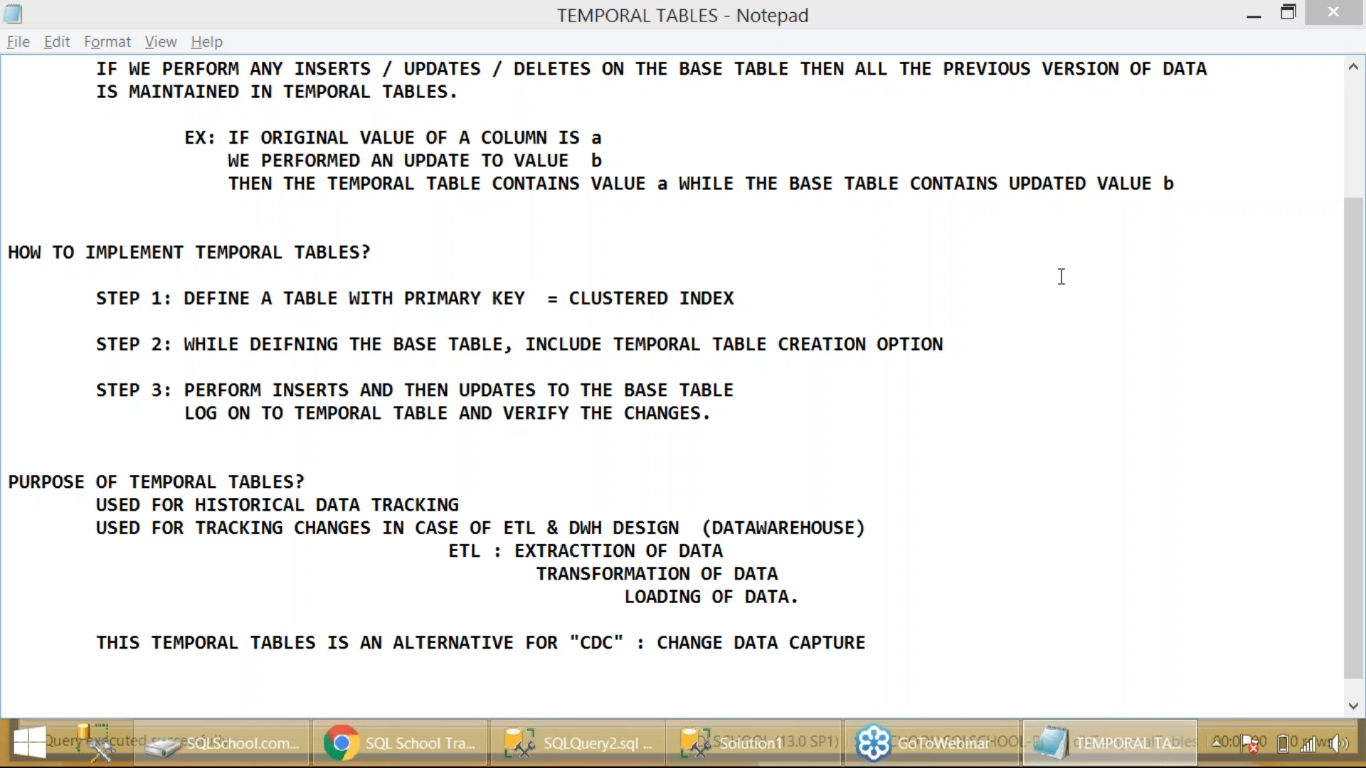 TEMPORAL TABLES - Notepad
File Edit Format View Help
IF WE PERFORM ANY INSERTS / UPDATES / DELETES ON THE BASE TABLE THEN ALL THE PREVIOUS VERSION OF DATA
IS MAINTAINED IN TEMPORAL TABLES.
EX: IF ORIGINAL VALUE OF A COLUMN IS a
WE PERFORMED AN UPDATE TO VALUE b
THEN THE TEMPORAL TABLE CONTAINS VALUE a WHILE THE BASE TABLE CONTAINS UPDATED VALUE b
HOW TO IMPLEMENT TEMPORAL TABLES?
STEP 1: DEFINE A TABLE WITH PRIMARY KEY = CLUSTERED INDEX
STEP 2: WHILE DEIFNING THE BASE TABLE, INCLUDE TEMPORAL TABLE CREATION OPTION
STEP 3: PERFORM INSERTS AND THEN UPDATES TO THE BASE TABLE
LOG ON TO TEMPORAL TABLE AND VERIFY THE CHANGES.
PURPOSE OF TEMPORAL TABLES?
USED FOR HISTORICAL DATA TRACKING
USED FOR TRACKING CHANGES IN CASE OF ETL & DWH DESIGN (DATAWAREHOUSE)
ETL : EXTRACTTION OF DATA
TRANSFORMATION OF DATA
LOADING OF DATA.
THIS TEMPORAL TABLES IS AN ALTERNATIVE FOR "CDC" : CHANGE DATA CAPTURE
SQLSchool.com... SQL School Tra... SQLQuery2.sql ... Solution1 GoToWebinar TEMPORAL TA...